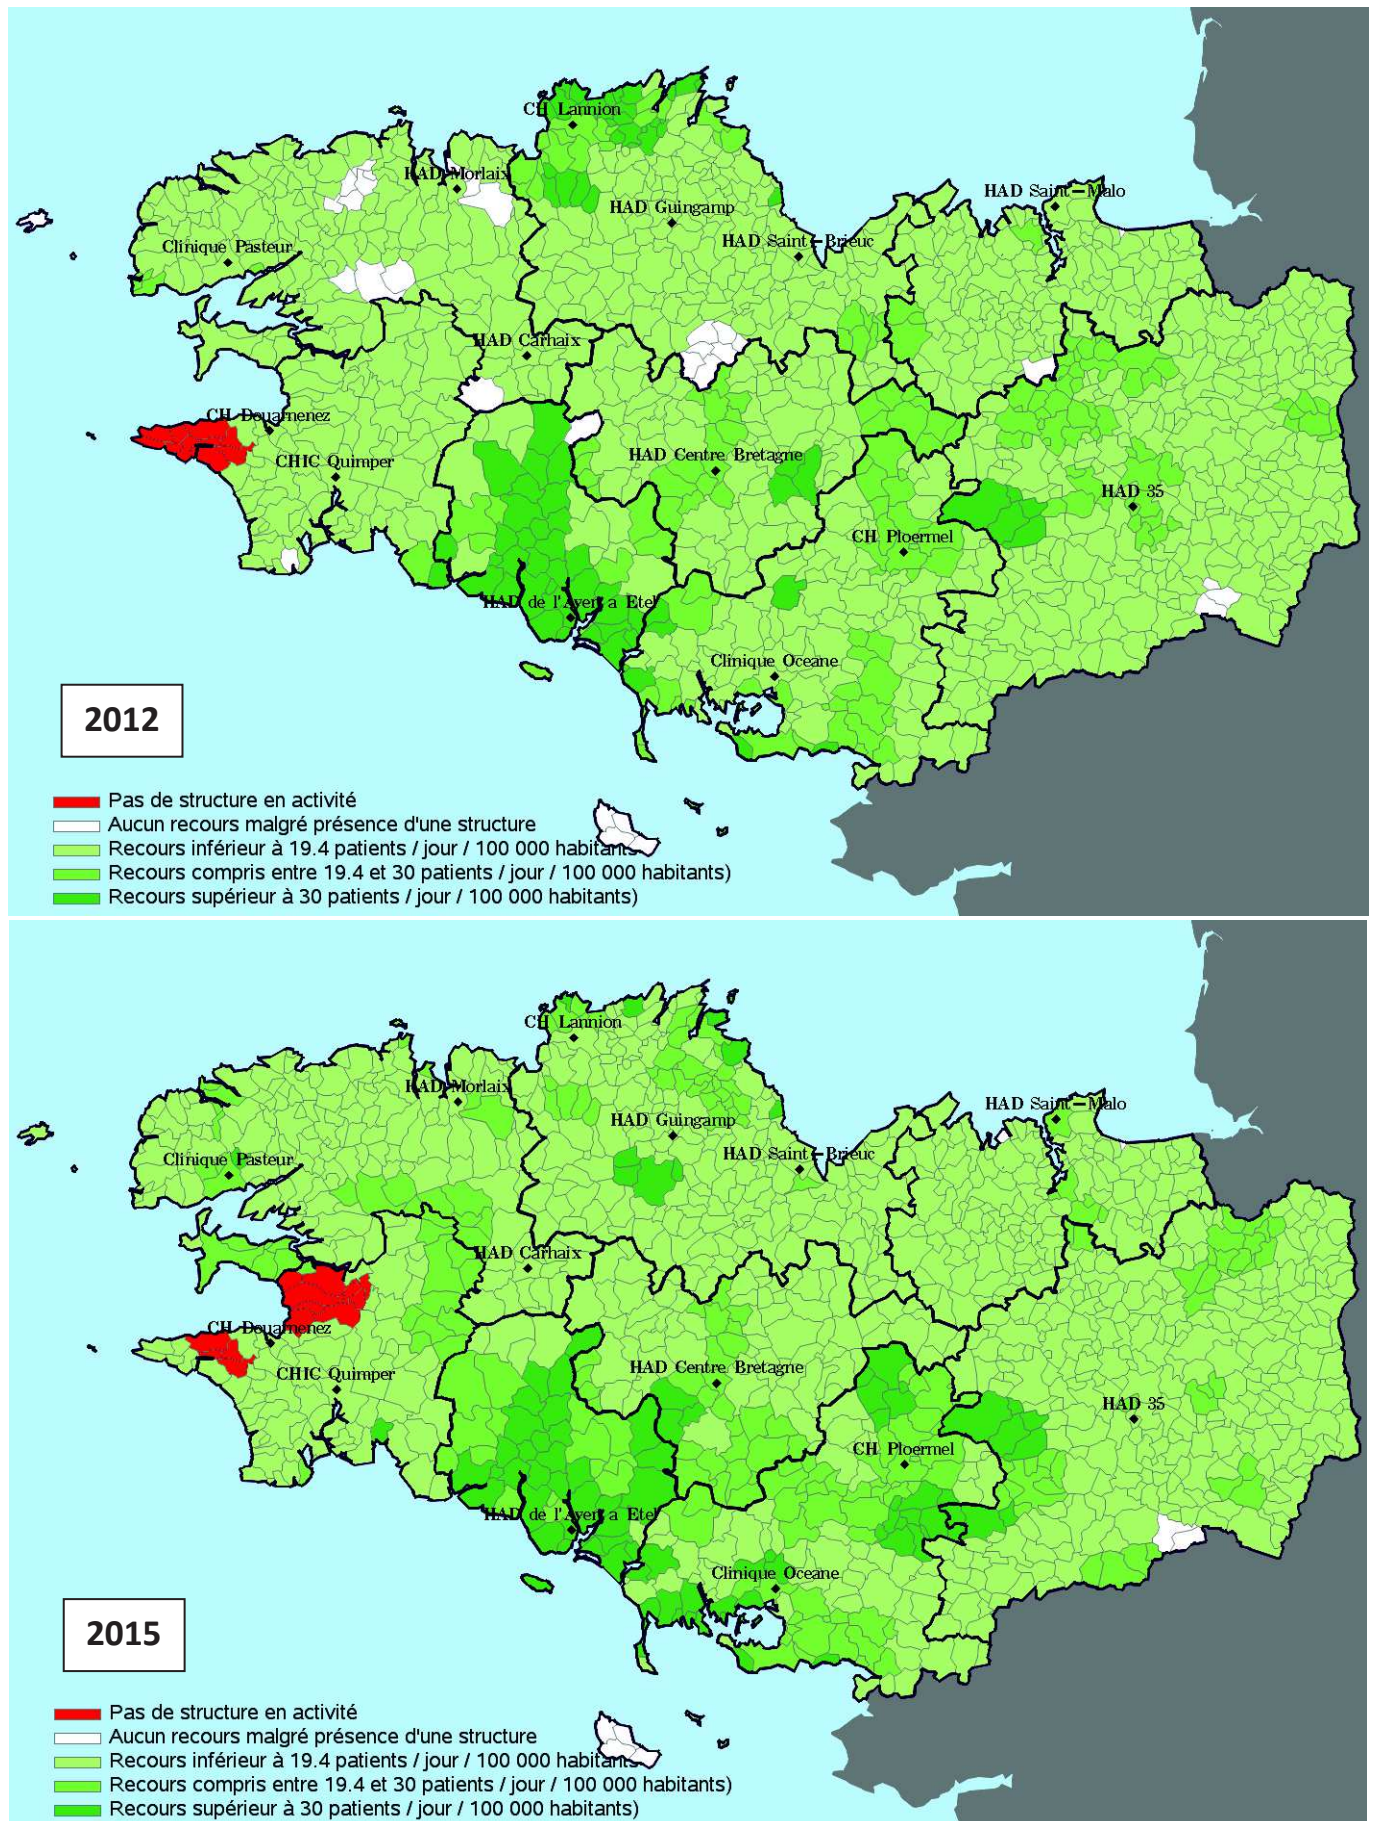 CH Lannion
HAD Morlaix
HAD Saint-Malo
HAD Guingamp
HAD Saint-Brieuc
Clinique Pasteur
HAD Carhaix
CH Douarnenez
HAD Centre Bretagne
CHIC Quimper
HAD 35
CH Ploermel
HAD de l'Aven a Etel
Clinique Oceane
2012
Pas de structure en activité
Aucun recours malgré présence d'une structure
Recours inférieur à 19.4 patients / jour / 100 000 habitants
Recours compris entre 19.4 et 30 patients / jour / 100 000 habitants)
Recours supérieur à 30 patients / jour / 100 000 habitants)
CH Lannion
HAD Morlaix
HAD Saint-Malo
HAD Guingamp
HAD Saint-Brieuc
Clinique Pasteur
HAD Carhaix
CH Douarnenez
HAD Centre Bretagne
CHIC Quimper
HAD 35
CH Ploermel
HAD de l'Aven a Etel
Clinique Oceane
2015
Pas de structure en activité
Aucun recours malgré présence d'une structure
Recours inférieur à 19.4 patients / jour / 100 000 habitants
Recours compris entre 19.4 et 30 patients / jour / 100 000 habitants)
Recours supérieur à 30 patients / jour / 100 000 habitants)